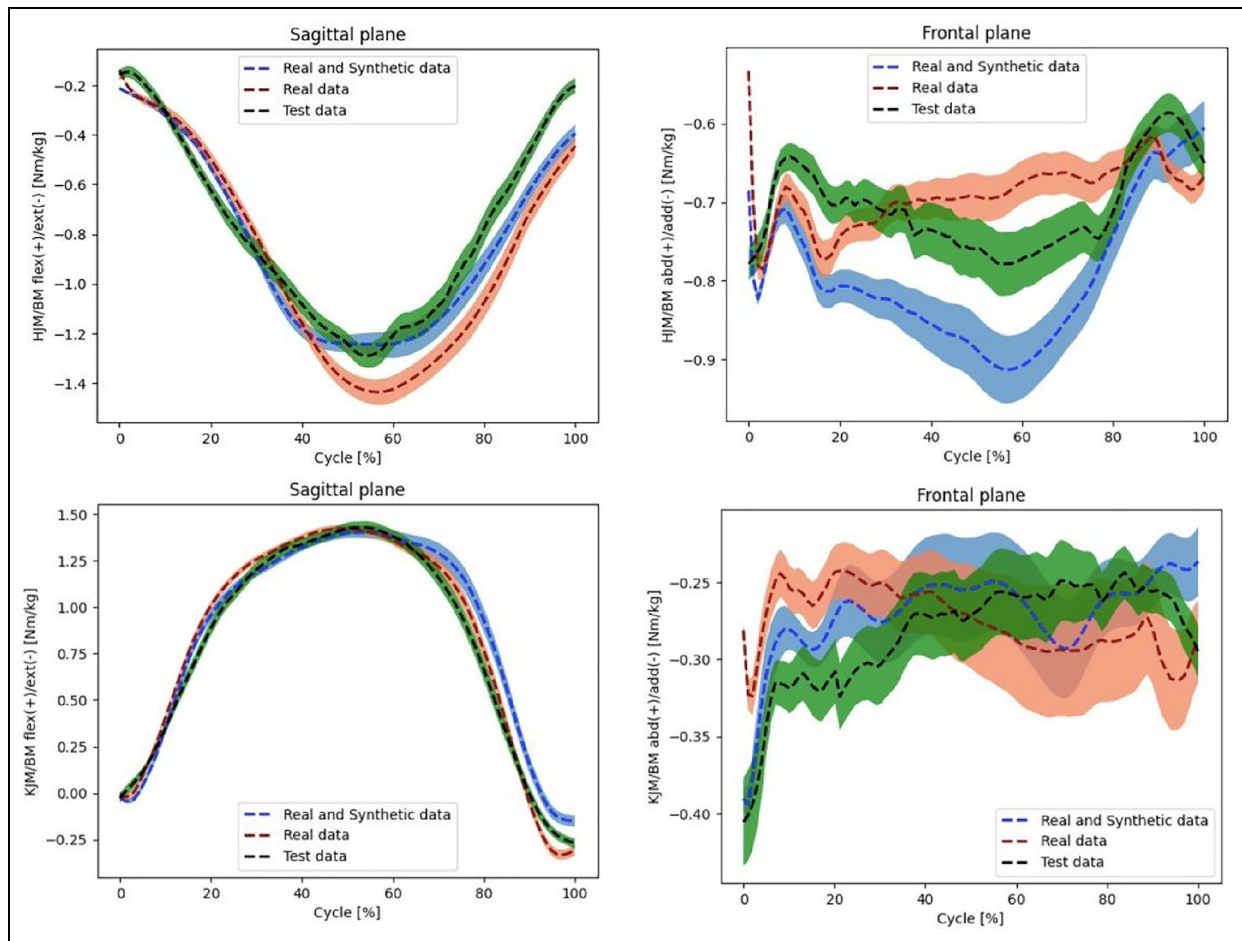 Sagittal plane
Real and Synthetic data
Real data
Test data
−0.2
−0.4
−0.6
−0.8
−1.0
−1.2
−1.4
HJM/BM flex(+)/ext(-) [Nm/kg]
0 20 40 60 80 100
Cycle [%]
Frontal plane
Real and Synthetic data
Real data
Test data
−0.6
−0.7
−0.8
−0.9
HJM/BM abd(+)/add(-) [Nm/kg]
0 20 40 60 80 100
Cycle [%]
Sagittal plane
1.50
1.25
1.00
0.75
0.50
0.25
0.00
−0.25
KJM/BM flex(+)/ext(-) [Nm/kg]
Real and Synthetic data
Real data
Test data
0 20 40 60 80 100
Cycle [%]
Frontal plane
−0.25
−0.30
−0.35
−0.40
KJM/BM abd(+)/add(-) [Nm/kg]
Real and Synthetic data
Real data
Test data
0 20 40 60 80 100
Cycle [%]